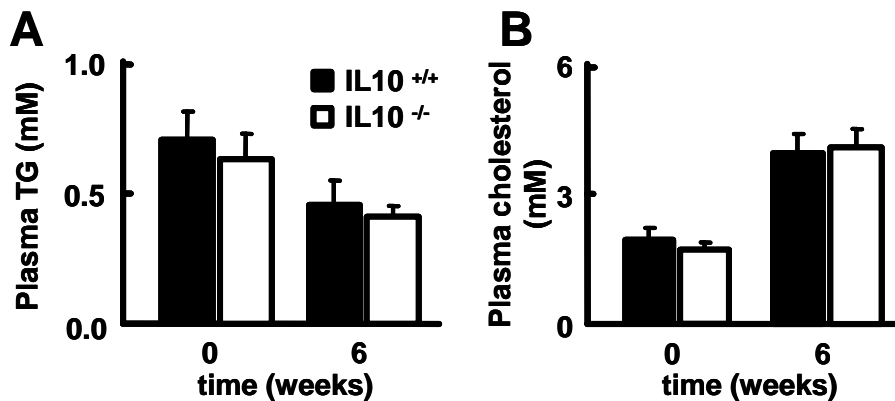 A
Plasma TG (mM)
1.0
0.5
0.0
IL10 +/+
IL10 -/-
0
6
time (weeks)
B
Plasma cholesterol
(mM)
6
3
0
0
6
time (weeks)